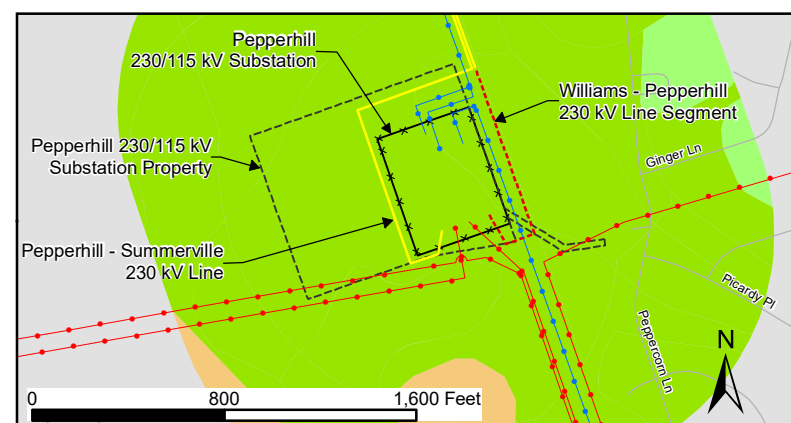 Pepperhill
230/115 kV Substation
Williams - Pepperhill
230 kV Line Segment
Pepperhill 230/115 kV
Substation Property
Ginger Ln
Pepperhill - Summerville
230 kV Line
Picardy Pl
Peppercorn Ln
N
0 800 1,600 Feet